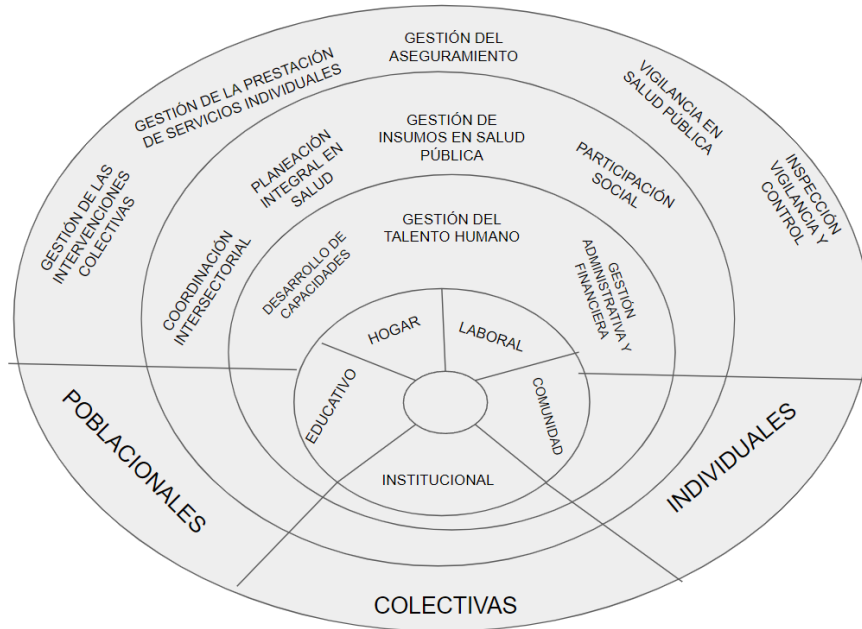 GESTIÓN DEL
ASEGURAMIENTO
GESTIÓN DE LA PRESTACIÓN
DE SERVICIOS INDIVIDUALES
VIGILANCIA EN
SALUD PÚBLICA
GESTIÓN DE LAS
INTERVENCIONES
COLECTIVAS
INSPECCIÓN
VIGILANCIA Y
CONTROL
GESTIÓN DE
INSUMOS EN SALUD
PÚBLICA
PLANEACIÓN
INTEGRAL EN
SALUD
PARTICIPACIÓN
SOCIAL
COORDINACIÓN
INTERSECTORIAL
GESTIÓN DEL
TALENTO HUMANO
DESARROLLO DE
CAPACIDADES
GESTIÓN
ADMINISTRATIVA Y
FINANCIERA
HOGAR
LABORAL
EDUCATIVO
COMUNIDAD
INSTITUCIONAL
POBLACIONALES
INDIVIDUALES
COLECTIVAS